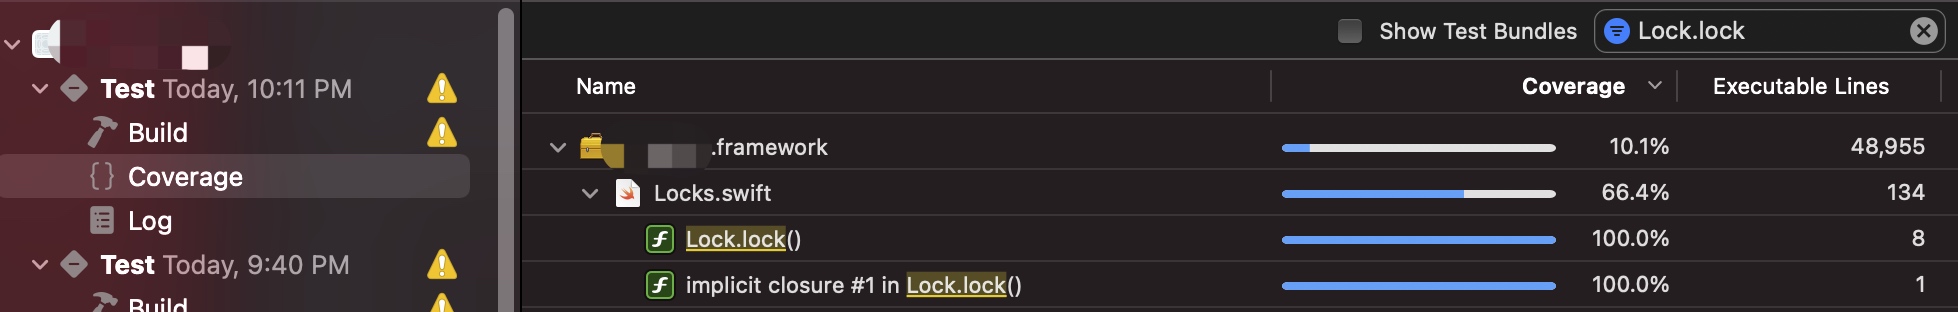 Show Test Bundles Lock.lock
Test Today, 10:11 PM
Build
Coverage
Log
Test Today, 9:40 PM
Build
Name Coverage Executable Lines
.framework 10.1% 48,955
Locks.swift 66.4% 134
Lock.lock() 100.0% 8
implicit closure #1 in Lock.lock() 100.0% 1